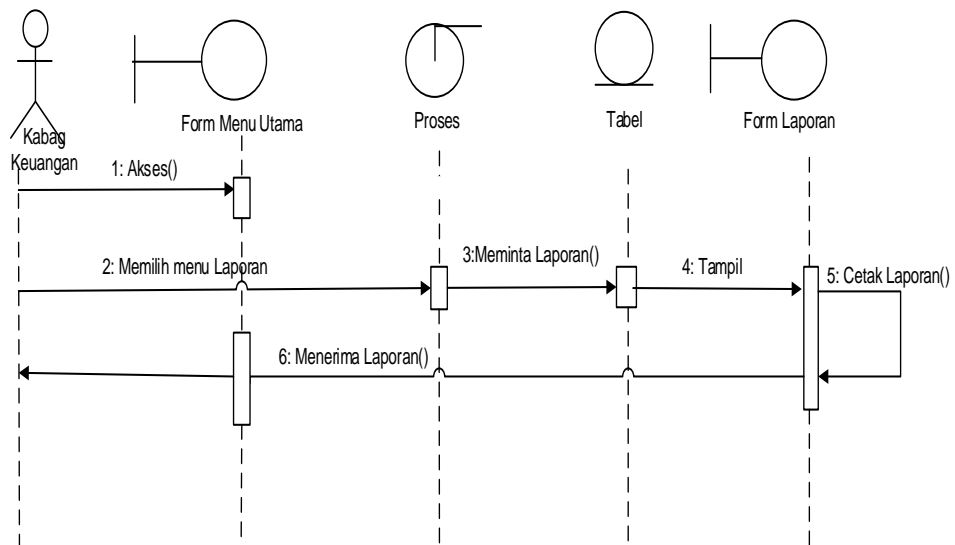 Kabag
Keuangan
Form Menu Utama
Proses
Tabel
Form Laporan
1: Akses()
2: Memilih menu Laporan
3:Meminta Laporan()
4: Tampil
5: Cetak Laporan()
6: Menerima Laporan()